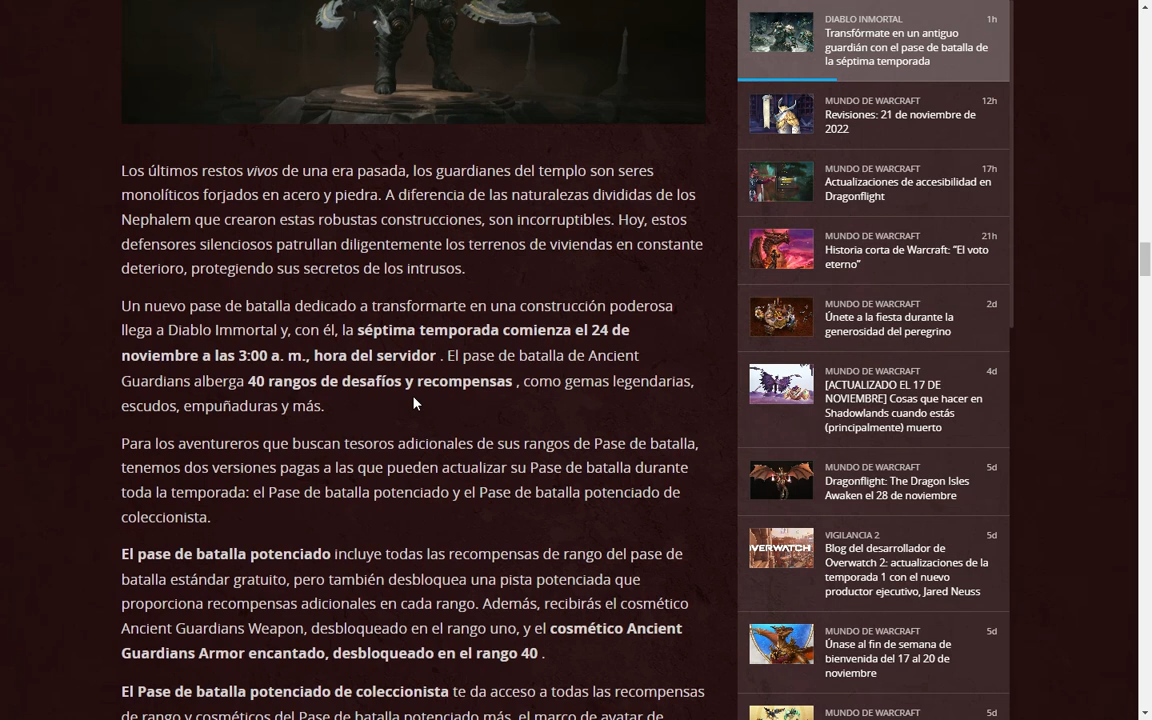 Los últimos restos vivos de una era pasada, los guardianes del templo son seres
monolíticos forjados en acero y piedra. A diferencia de las naturalezas divididas de los
Nephalem que crearon estas robustas construcciones, son incorruptibles. Hoy, estos
defensores silenciosos patrullan diligentemente los terrenos de viviendas en constante
deterioro, protegiendo sus secretos de los intrusos.
Un nuevo pase de batalla dedicado a transformarte en una construcción poderosa
llega a Diablo Immortal y, con él, la séptima temporada comienza el 24 de
noviembre a las 3:00 a. m., hora del servidor . El pase de batalla de Ancient
Guardians alberga 40 rangos de desafíos y recompensas , como gemas legendarias,
escudos, empuñaduras y más.
Para los aventureros que buscan tesoros adicionales de sus rangos de Pase de batalla,
tenemos dos versiones pagas a las que pueden actualizar su Pase de batalla durante
toda la temporada: el Pase de batalla potenciado y el Pase de batalla potenciado de
coleccionista.
El pase de batalla potenciado incluye todas las recompensas de rango del pase de
batalla estándar gratuito, pero también desbloquea una pista potenciada que
proporciona recompensas adicionales en cada rango. Además, recibirás el cosmético
Ancient Guardians Weapon, desbloqueado en el rango uno, y el cosmético Ancient
Guardians Armor encantado, desbloqueado en el rango 40 .
El Pase de batalla potenciado de coleccionista te da acceso a todas las recompensas
de rango y cosméticos del Pase de batalla potenciado más, el marco de avatar de
DIABLO INMORTAL 1h
Transfórmate en un antiguo
guardián con el pase de batalla de
la séptima temporada
MUNDO DE WARCRAFT 12h
Revisiones: 21 de noviembre de
2022
MUNDO DE WARCRAFT 17h
Actualizaciones de accesibilidad en
Dragonflight
MUNDO DE WARCRAFT 21h
Historia corta de Warcraft: “El voto
eterno”
MUNDO DE WARCRAFT 2d
Únete a la fiesta durante la
generosidad del peregrino
MUNDO DE WARCRAFT 4d
[ACTUALIZADO EL 17 DE
NOVIEMBRE] Cosas que hacer en
Shadowlands cuando estás
(principalmente) muerto
MUNDO DE WARCRAFT 5d
Dragonflight: The Dragon Isles
Awaken el 28 de noviembre
VIGILANCIA 2 5d
Blog del desarrollador de
Overwatch 2: actualizaciones de la
temporada 1 con el nuevo
productor ejecutivo, Jared Neuss
VERWATCH
MUNDO DE WARCRAFT 5d
Únase al fin de semana de
bienvenida del 17 al 20 de
noviembre
MUNDO DE WARCRAFT 5d